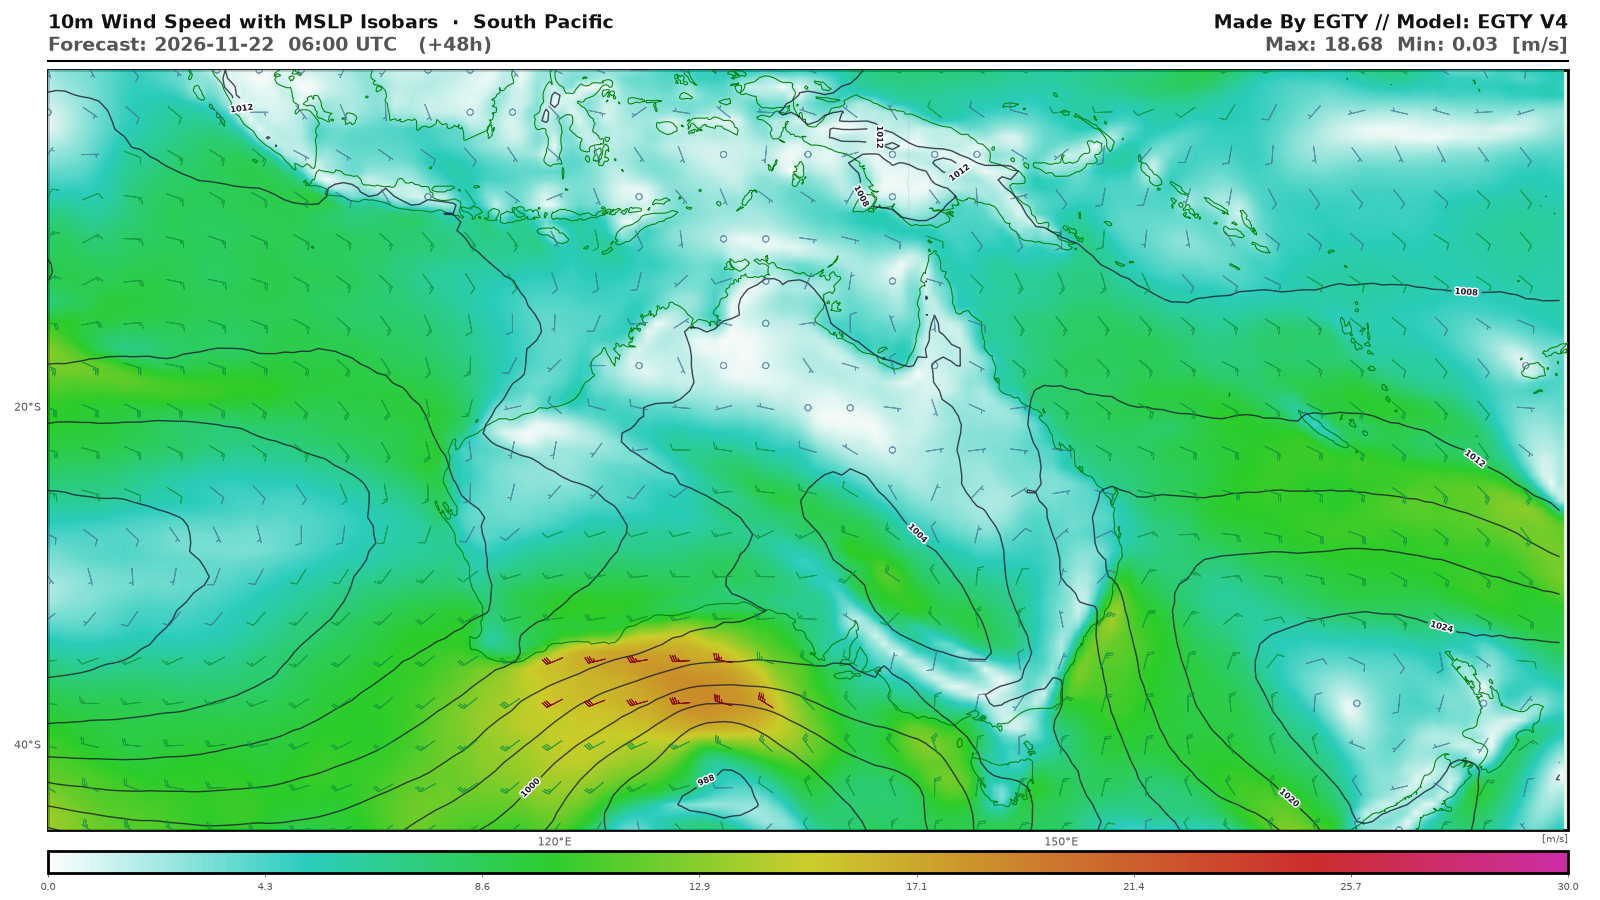 10m Wind Speed with MSLP Isobars · South Pacific
Made By EGTY // Model: EGTY V4
Forecast: 2026-11-22 06:00 UTC (+48h)
Max: 18.68 Min: 0.03 [m/s]
1012
1012
1012
1008
1008
20°S
1012
1004
1024
40°S
988
1000
1020
120°E
150°E
[m/s]
0.0
4.3
8.6
12.9
17.1
21.4
25.7
30.0